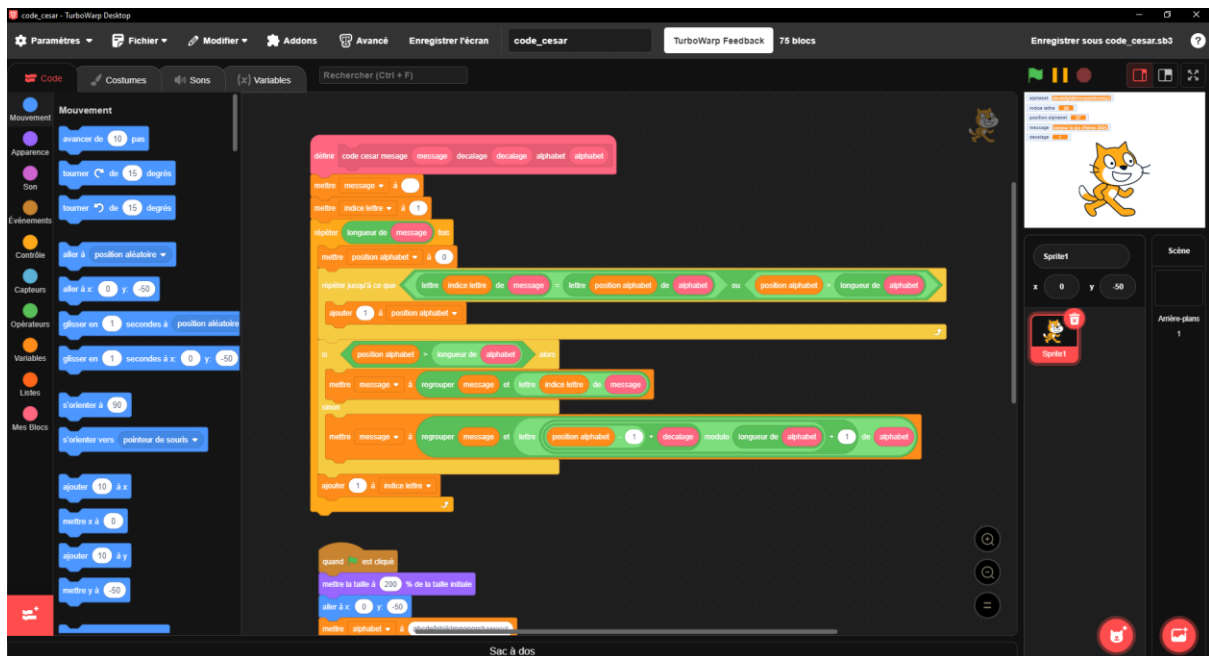 code_cesar - TurboWarp Desktop
Paramètres Fichier Modifier Addons Avancé Enregistrer l'écran code_cesar TurboWarp Feedback 75 blocs Enregistrer sous code_cesar.sb3 ?
Code Costumes Sons (x) Variables Rechercher (Ctrl + F)
Mouvement
Apparence
Son
Événements
Contrôle
Capteurs
Opérateurs
Variables
Listes
Mes Blocs
Mouvement
avancer de 10 pas
tourner de 15 degrés
tourner de 15 degrés
aller à position aléatoire
aller à x: 0 y: -50
glisser en 1 secondes à position aléatoire
glisser en 1 secondes à x: 0 y: -50
s'orienter à 90
s'orienter vers pointeur de souris
ajouter 10 à x
mettre x à 0
ajouter 10 à y
mettre y à -50
définir code cesar mesage message decalage decalage alphabet alphabet
mettre message à
mettre indice lettre à 1
répéter longueur de message fois
mettre position alphabet à 0
répéter jusqu'à ce que lettre indice lettre de message = lettre position alphabet de alphabet ou position alphabet > longueur de alphabet
ajouter 1 à position alphabet
si position alphabet > longueur de alphabet alors
mettre message à regrouper message et lettre indice lettre de message
sinon
mettre message à regrouper message et lettre position alphabet - 1 + decalage modulo longueur de alphabet + 1 de alphabet
ajouter 1 à indice lettre
quand est cliqué
mettre la taille à 200 % de la taille initiale
aller à x: 0 y: -50
mettre alphabet à
alphabet
indice lettre
position alphabet
message
decalage 1
Sprite1
x 0 y -50
Sprite1
Scène
Arrière-plans
1
Sac à dos